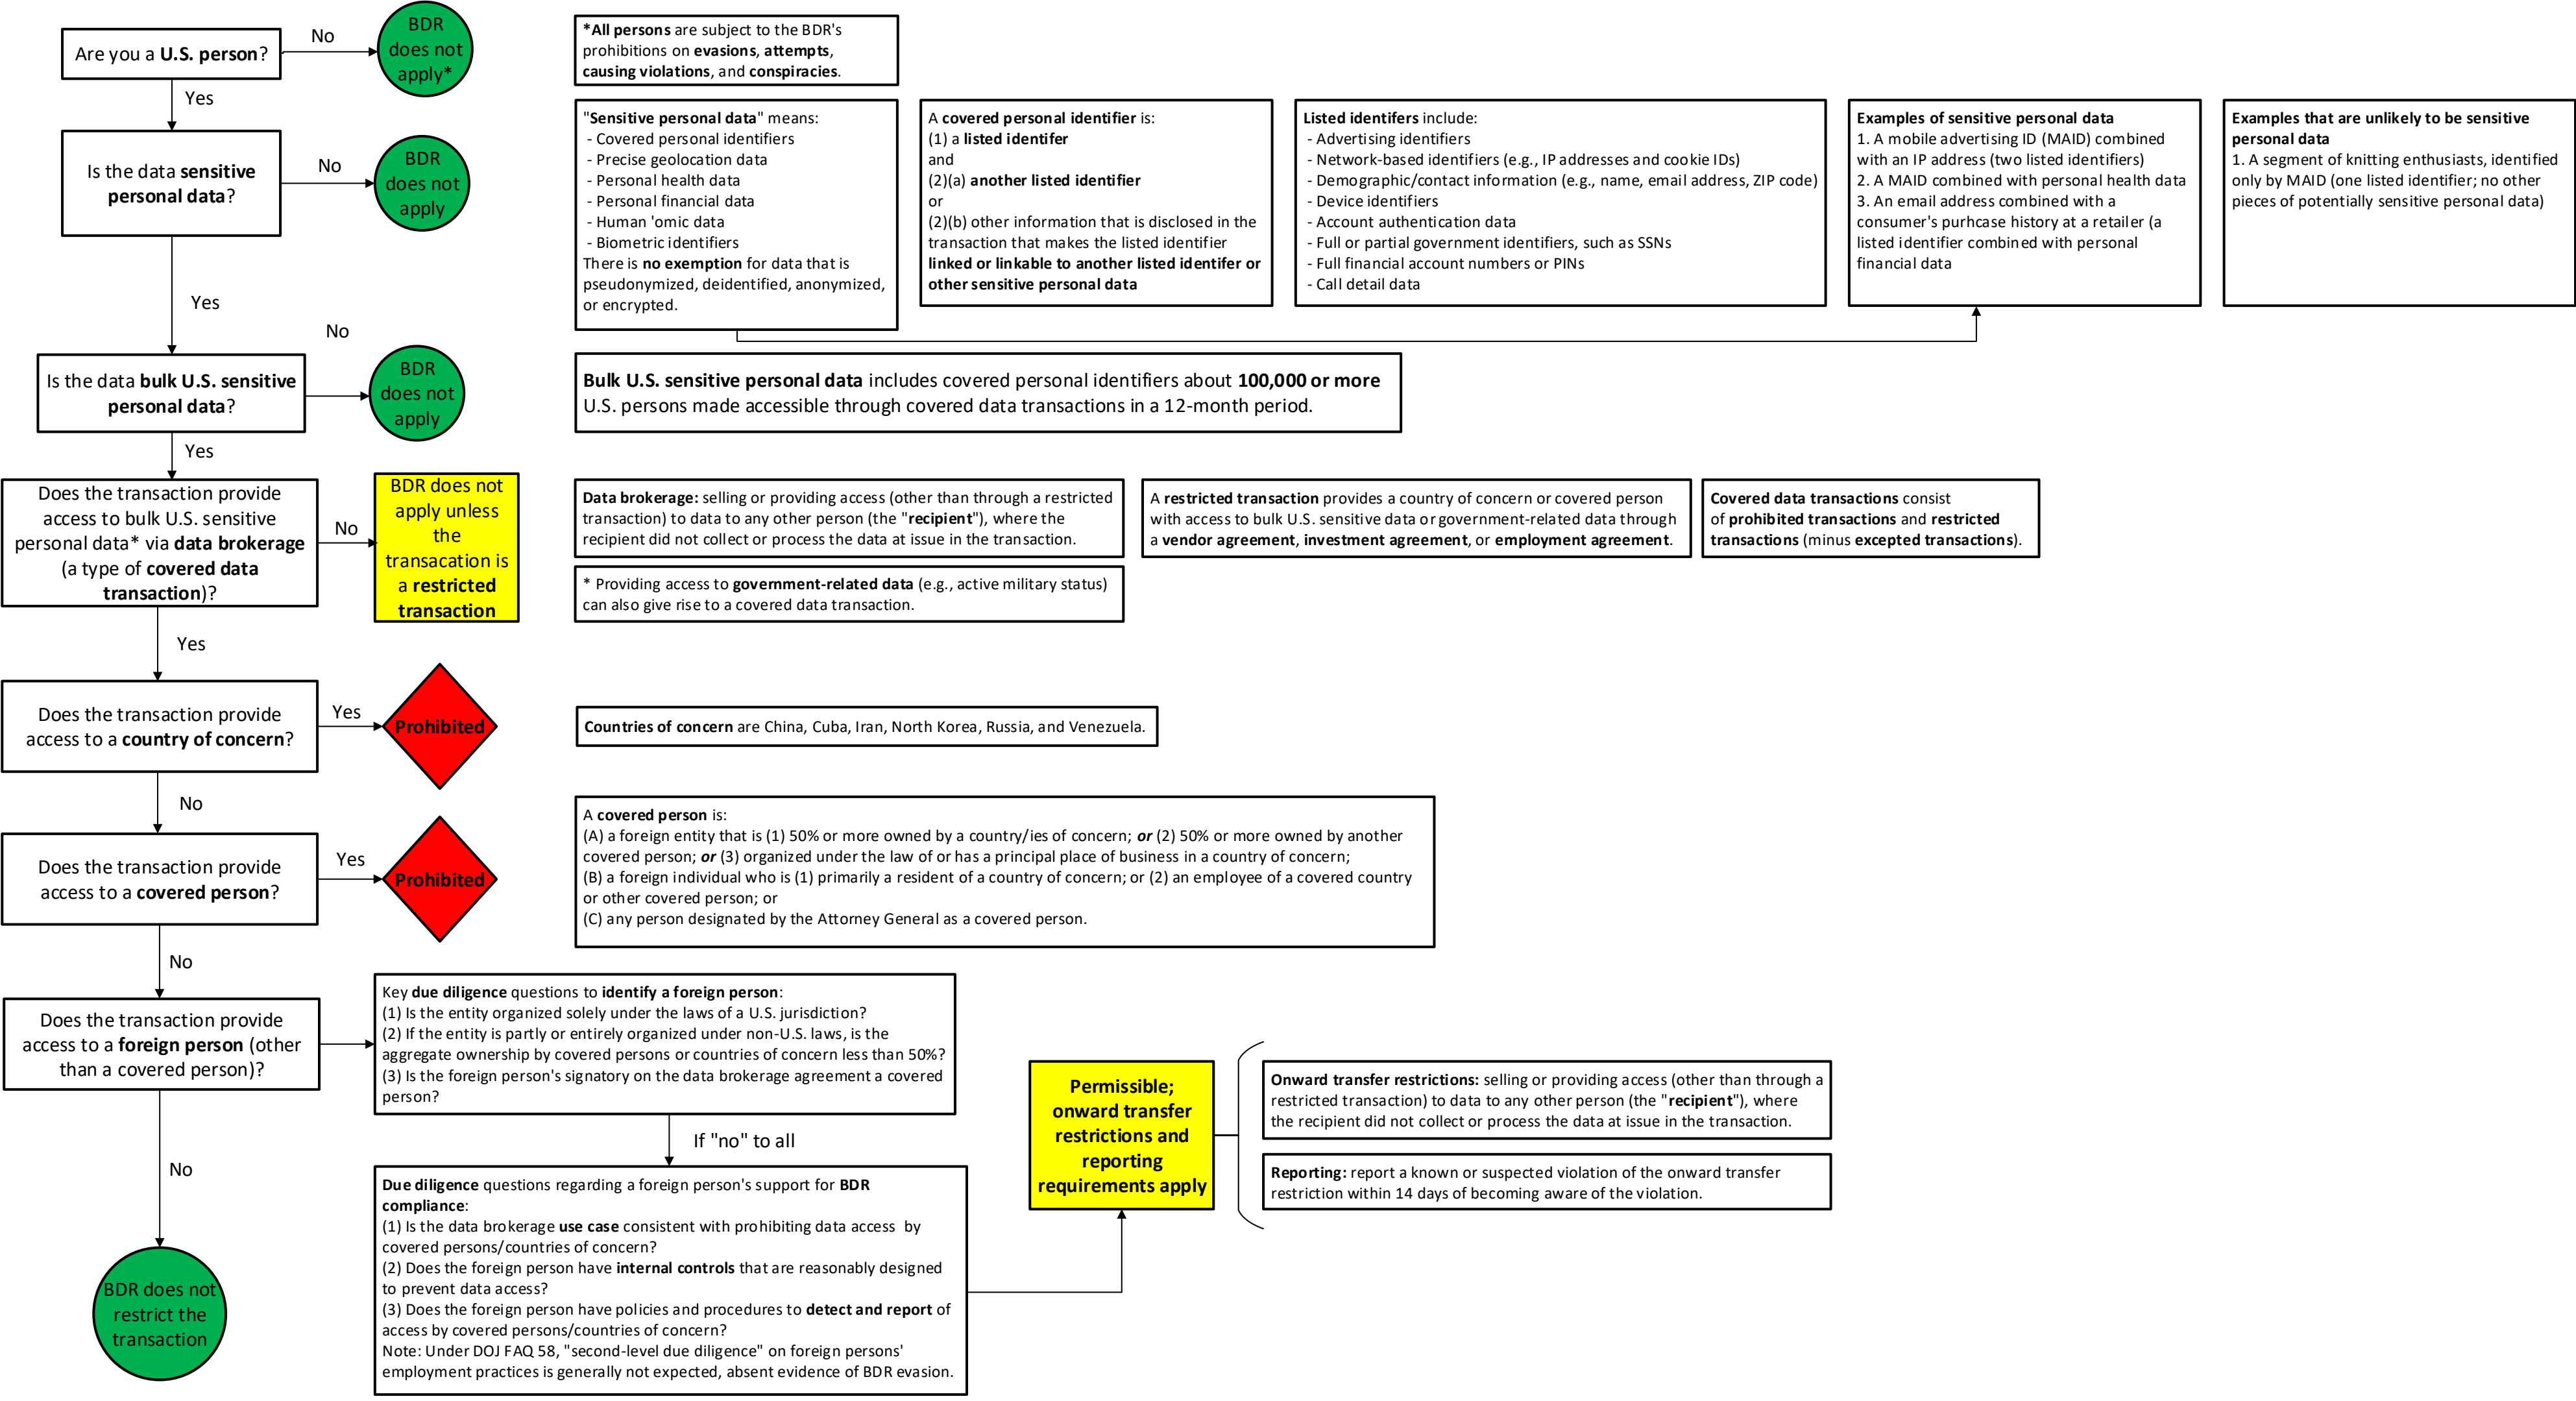 Are you a U.S. person?
No
BDR
does not
apply*
*All persons are subject to the BDR's
prohibitions on evasions, attempts,
causing violations, and conspiracies.
Yes
Is the data sensitive
personal data?
No
BDR
does not
apply
"Sensitive personal data" means:
- Covered personal identifiers
- Precise geolocation data
- Personal health data
- Personal financial data
- Human 'omic data
- Biometric identifiers
There is no exemption for data that is
pseudonymized, deidentified, anonymized,
or encrypted.
A covered personal identifier is:
(1) a listed identifer
and
(2)(a) another listed identifier
or
(2)(b) other information that is disclosed in the
transaction that makes the listed identifier
linked or linkable to another listed identifer or
other sensitive personal data
Listed identifers include:
- Advertising identifiers
- Network-based identifiers (e.g., IP addresses and cookie IDs)
- Demographic/contact information (e.g., name, email address, ZIP code)
- Device identifiers
- Account authentication data
- Full or partial government identifiers, such as SSNs
- Full financial account numbers or PINs
- Call detail data
Examples of sensitive personal data
1. A mobile advertising ID (MAID) combined
with an IP address (two listed identifiers)
2. A MAID combined with personal health data
3. An email address combined with a
consumer's purhcase history at a retailer (a
listed identifier combined with personal
financial data
Examples that are unlikely to be sensitive
personal data
1. A segment of knitting enthusiasts, identified
only by MAID (one listed identifier; no other
pieces of potentially sensitive personal data)
Yes
No
Is the data bulk U.S. sensitive
personal data?
BDR
does not
apply
Bulk U.S. sensitive personal data includes covered personal identifiers about 100,000 or more
U.S. persons made accessible through covered data transactions in a 12-month period.
Yes
Does the transaction provide
access to bulk U.S. sensitive
personal data* via data brokerage
(a type of covered data
transaction)?
No
BDR does not
apply unless
the
transacation is
a restricted
transaction
Data brokerage: selling or providing access (other than through a restricted
transaction) to data to any other person (the "recipient"), where the
recipient did not collect or process the data at issue in the transaction.
A restricted transaction provides a country of concern or covered person
with access to bulk U.S. sensitive data or government-related data through
a vendor agreement, investment agreement, or employment agreement.
Covered data transactions consist
of prohibited transactions and restricted
transactions (minus excepted transactions).
* Providing access to government-related data (e.g., active military status)
can also give rise to a covered data transaction.
Yes
Does the transaction provide
access to a country of concern?
Yes
Prohibited
Countries of concern are China, Cuba, Iran, North Korea, Russia, and Venezuela.
No
Does the transaction provide
access to a covered person?
Yes
Prohibited
A covered person is:
(A) a foreign entity that is (1) 50% or more owned by a country/ies of concern; or (2) 50% or more owned by another
covered person; or (3) organized under the law of or has a principal place of business in a country of concern;
(B) a foreign individual who is (1) primarily a resident of a country of concern; or (2) an employee of a covered country
or other covered person; or
(C) any person designated by the Attorney General as a covered person.
No
Does the transaction provide
access to a foreign person (other
than a covered person)?
Key due diligence questions to identify a foreign person:
(1) Is the entity organized solely under the laws of a U.S. jurisdiction?
(2) If the entity is partly or entirely organized under non-U.S. laws, is the
aggregate ownership by covered persons or countries of concern less than 50%?
(3) Is the foreign person's signatory on the data brokerage agreement a covered
person?
If "no" to all
No
Due diligence questions regarding a foreign person's support for BDR
compliance:
(1) Is the data brokerage use case consistent with prohibiting data access by
covered persons/countries of concern?
(2) Does the foreign person have internal controls that are reasonably designed
to prevent data access?
(3) Does the foreign person have policies and procedures to detect and report of
access by covered persons/countries of concern?
Note: Under DOJ FAQ 58, "second-level due diligence" on foreign persons'
employment practices is generally not expected, absent evidence of BDR evasion.
Permissible;
onward transfer
restrictions and
reporting
requirements apply
Onward transfer restrictions: selling or providing access (other than through a
restricted transaction) to data to any other person (the "recipient"), where
the recipient did not collect or process the data at issue in the transaction.
Reporting: report a known or suspected violation of the onward transfer
restriction within 14 days of becoming aware of the violation.
BDR does not
restrict the
transaction